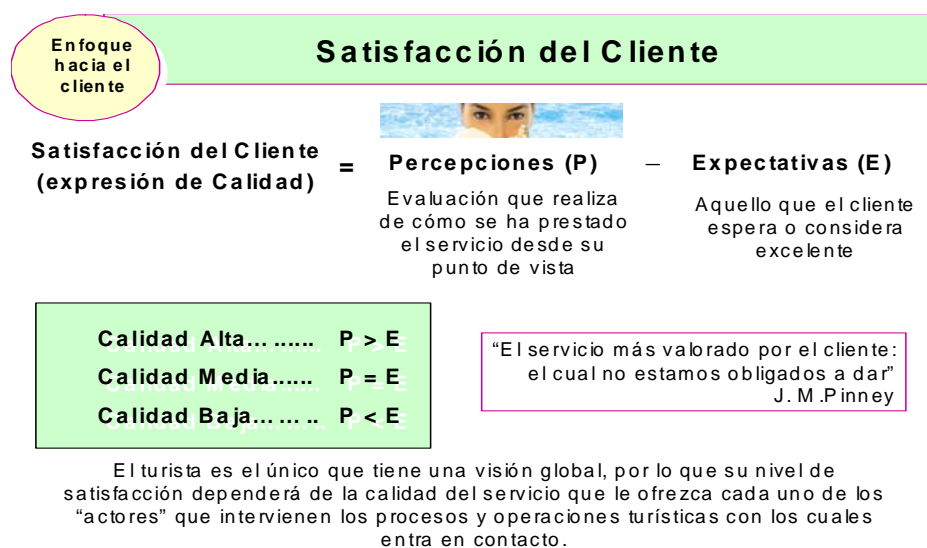 Enfoque
hacia el
cliente
Satisfacción del Cliente
Satisfacción del Cliente
(expresión de Calidad)
=
Percepciones (P)
Evaluación que realiza
de cómo se ha prestado
el servicio desde su
punto de vista
–
Expectativas (E)
Aquello que el cliente
espera o considera
excelente
Calidad Alta... ...... P > E
Calidad Media...... P = E
Calidad Baja... ... .. P < E
“El servicio más valorado por el cliente:
el cual no estamos obligados a dar”
J. M.Pinney
El turista es el único que tiene una visión global, por lo que su nivel de
satisfacción dependerá de la calidad del servicio que le ofrezca cada uno de los
“actores” que intervienen los procesos y operaciones turísticas con los cuales
entra en contacto.